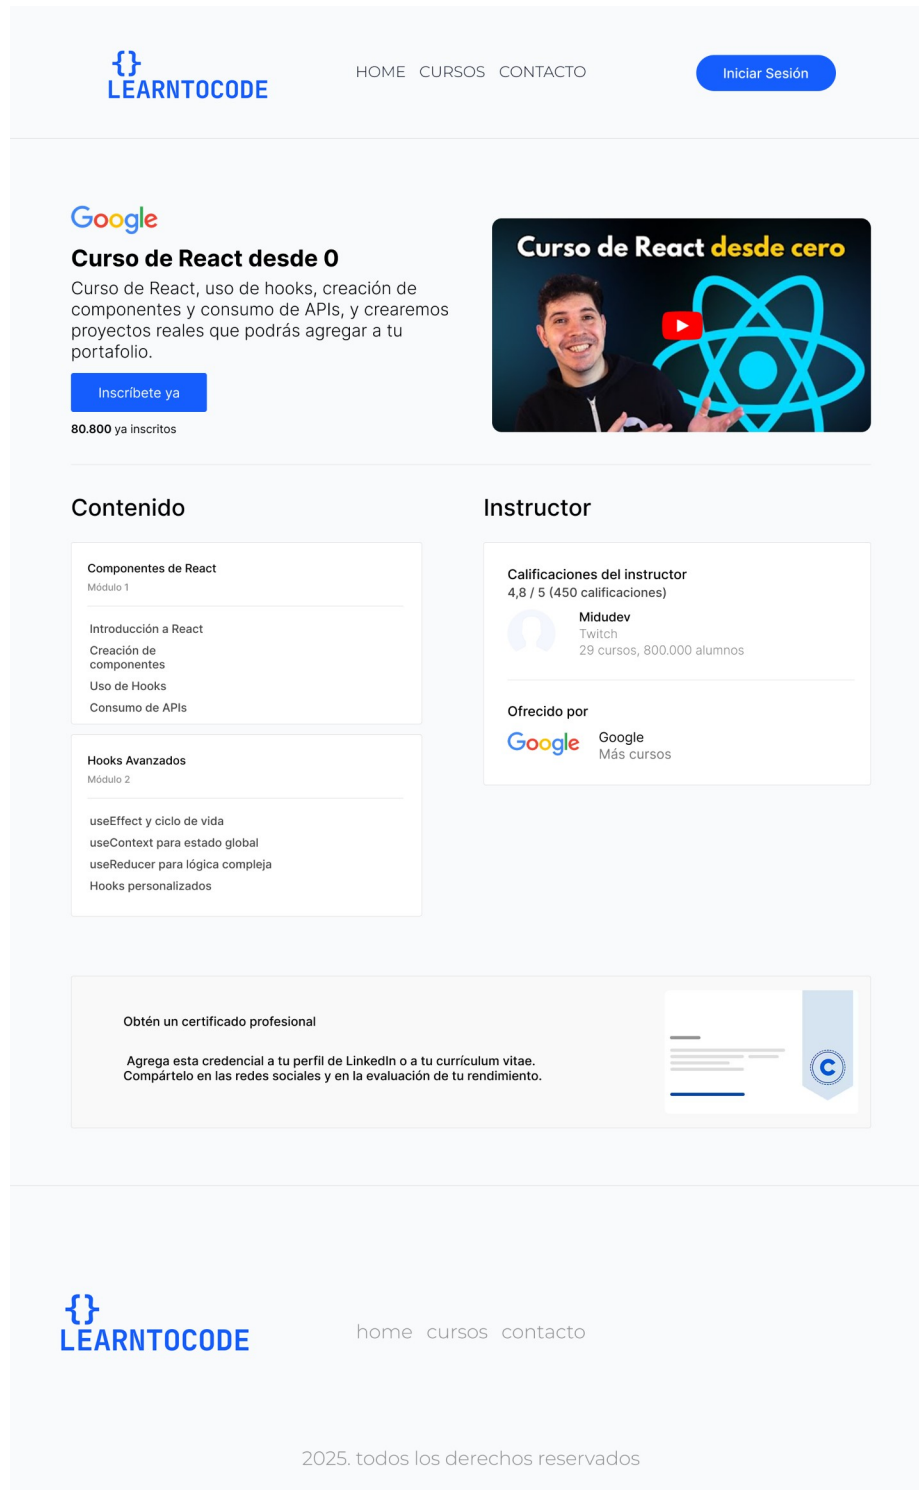 {}
LEARNTOCODE
HOME CURSOS CONTACTO
Iniciar Sesión
Google
Curso de React desde 0
Curso de React, uso de hooks, creación de
componentes y consumo de APIs, y crearemos
proyectos reales que podrás agregar a tu
portafolio.
Inscríbete ya
80.800 ya inscritos
Curso de React desde cero
Contenido
Componentes de React
Módulo 1
Introducción a React
Creación de
componentes
Uso de Hooks
Consumo de APIs
Hooks Avanzados
Módulo 2
useEffect y ciclo de vida
useContext para estado global
useReducer para lógica compleja
Hooks personalizados
Instructor
Calificaciones del instructor
4,8 / 5 (450 calificaciones)
Midudev
Twitch
29 cursos, 800.000 alumnos
Ofrecido por
Google
Google
Más cursos
Obtén un certificado profesional
Agrega esta credencial a tu perfil de LinkedIn o a tu currículum vitae.
Compártelo en las redes sociales y en la evaluación de tu rendimiento.
C
{}
LEARNTOCODE
home cursos contacto
2025. todos los derechos reservados